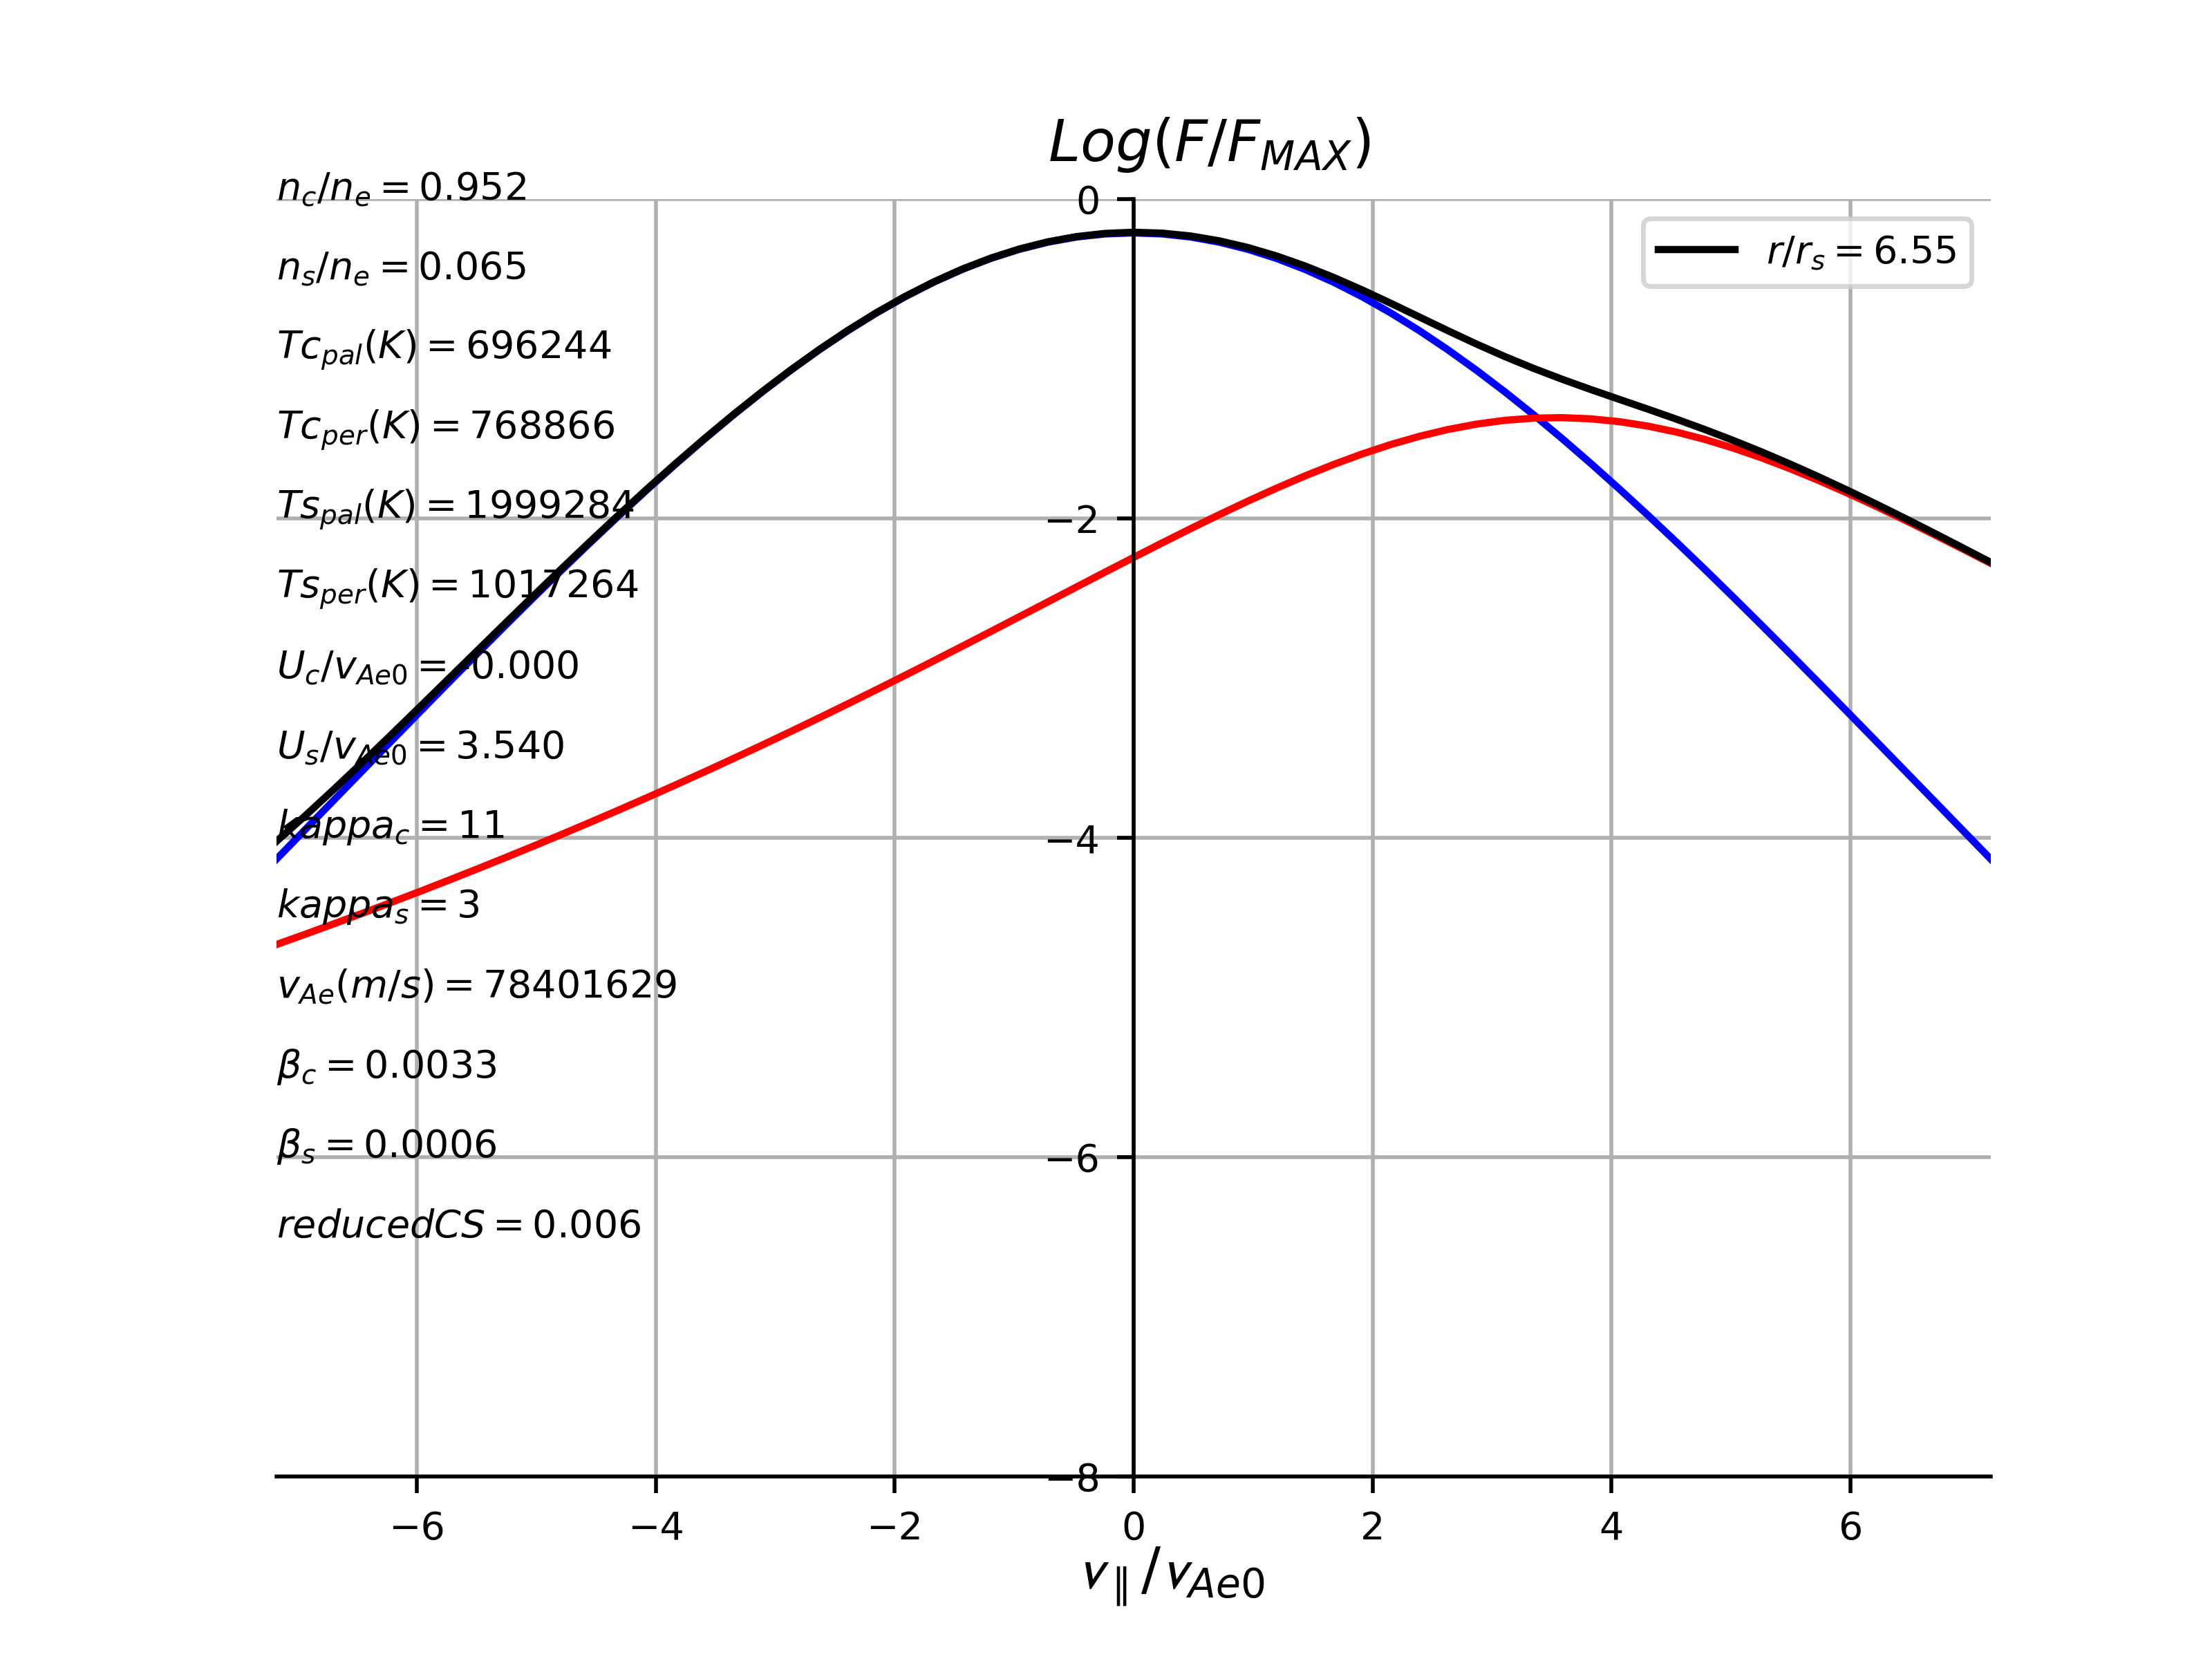 Log(F/F_MAX)
n_c/n_e = 0.952
0
r/r_s = 6.55
n_s/n_e = 0.065
Tc_pal(K) = 696244
Tc_per(K) = 768866
Ts_pal(K) = 1999284
−2
Ts_per(K) = 1017264
U_c/v_Ae0 = -0.000
U_s/v_Ae0 = 3.540
kappa_c = 11
−4
kappa_s = 3
v_Ae(m/s) = 78401629
β_c = 0.0033
β_s = 0.0006
−6
reducedCS = 0.006
−8
−6 −4 −2 0 2 4 6
v_∥/v_Ae0